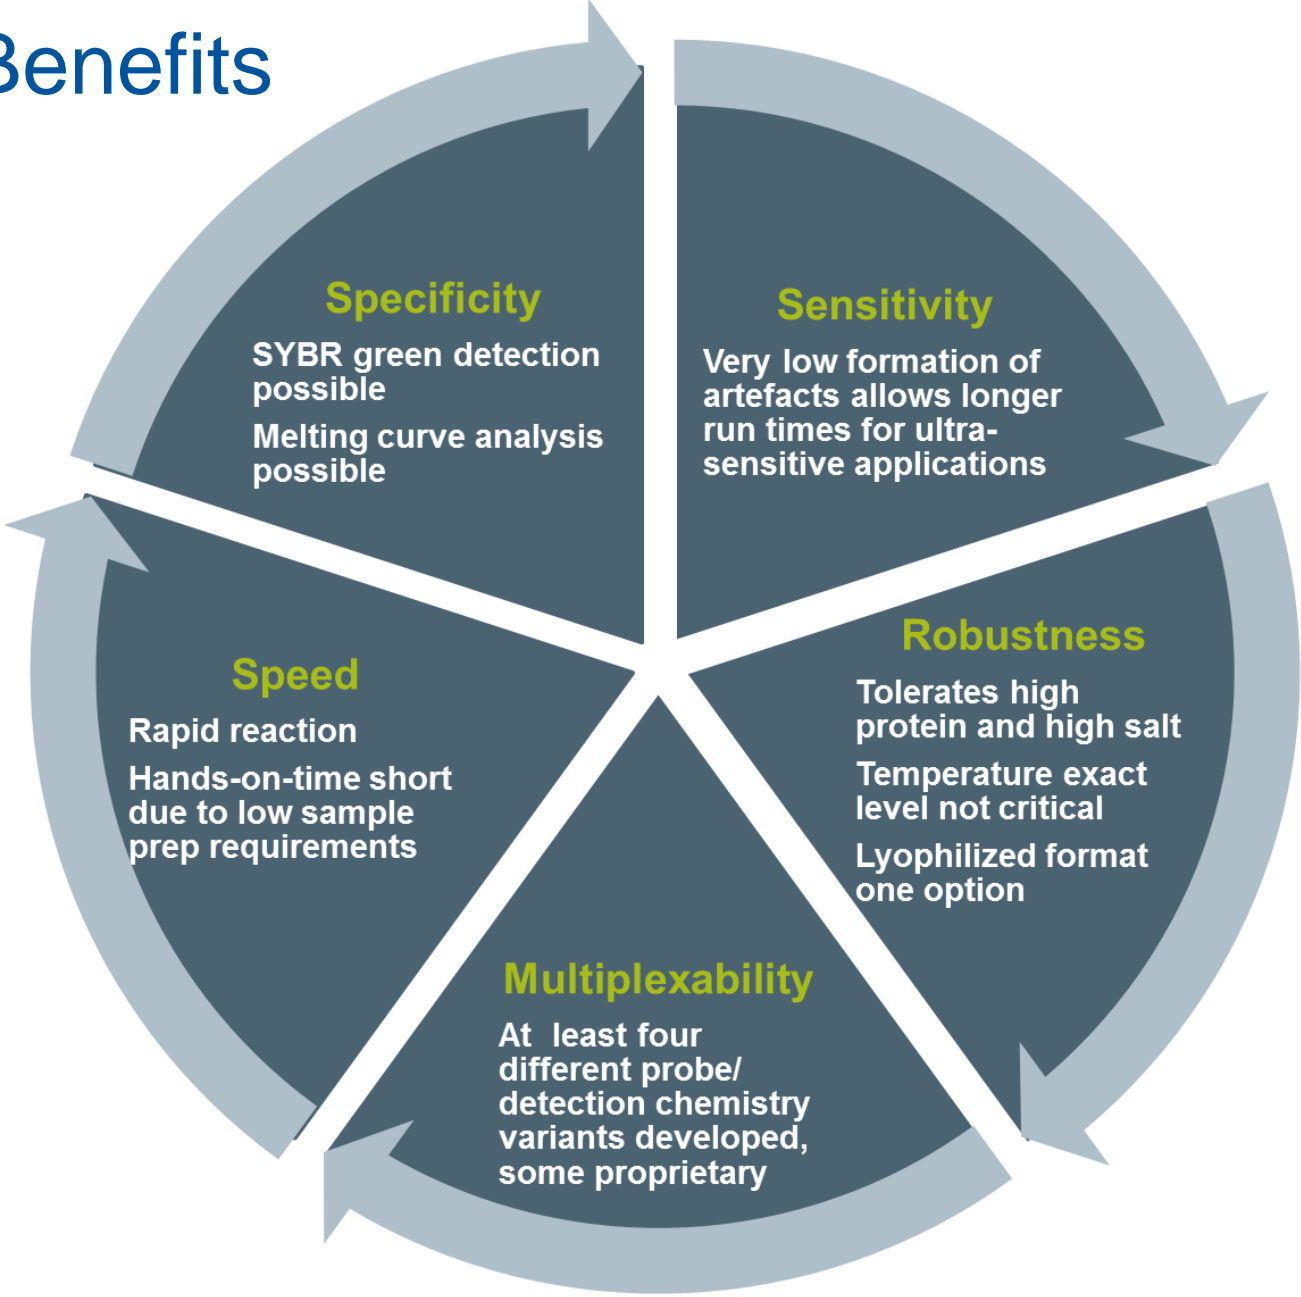 Benefits
Specificity
SYBR green detection
possible
Melting curve analysis
possible
Sensitivity
Very low formation of
artefacts allows longer
run times for ultra-
sensitive applications
Robustness
Tolerates high
protein and high salt
Temperature exact
level not critical
Lyophilized format
one option
Multiplexability
At least four
different probe/
detection chemistry
variants developed,
some proprietary
Speed
Rapid reaction
Hands-on-time short
due to low sample
prep requirements